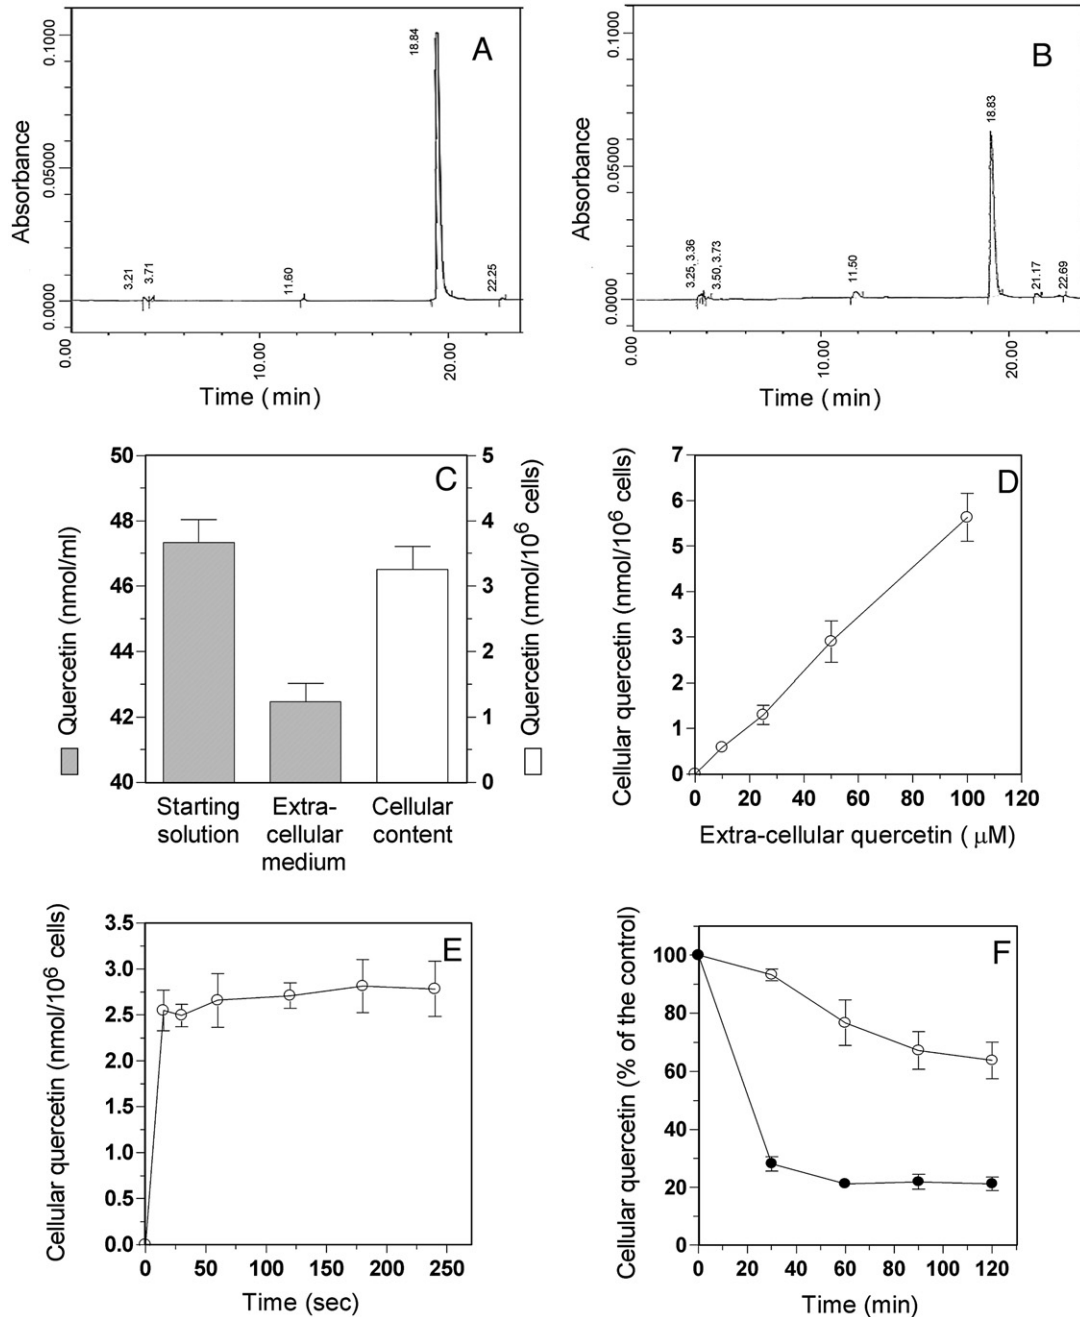 A
Absorbance
0.1000
0.05000
0.0000
18.84
3.21
3.71
11.60
22.25
0.00
10.00
20.00
Time (min)
B
Absorbance
0.1000
0.05000
0.0000
18.83
3.25, 3.36
3.50, 3.73
11.50
21.17
22.69
0.00
10.00
20.00
Time (min)
C
Quercetin (nmol/ml)
50
48
46
44
42
40
5
4
3
2
1
0
Quercetin (nmol/10⁶ cells)
Starting
solution
Extra-
cellular
medium
Cellular
content
D
Cellular quercetin (nmol/10⁶ cells)
7
6
5
4
3
2
1
0
0 20 40 60 80 100 120
Extra-cellular quercetin ( μM)
E
Cellular quercetin (nmol/10⁶ cells)
3.5
3.0
2.5
2.0
1.5
1.0
0.5
0.0
0 50 100 150 200 250
Time (sec)
F
Cellular quercetin (% of the control)
100
80
60
40
20
0
0 20 40 60 80 100 120
Time (min)